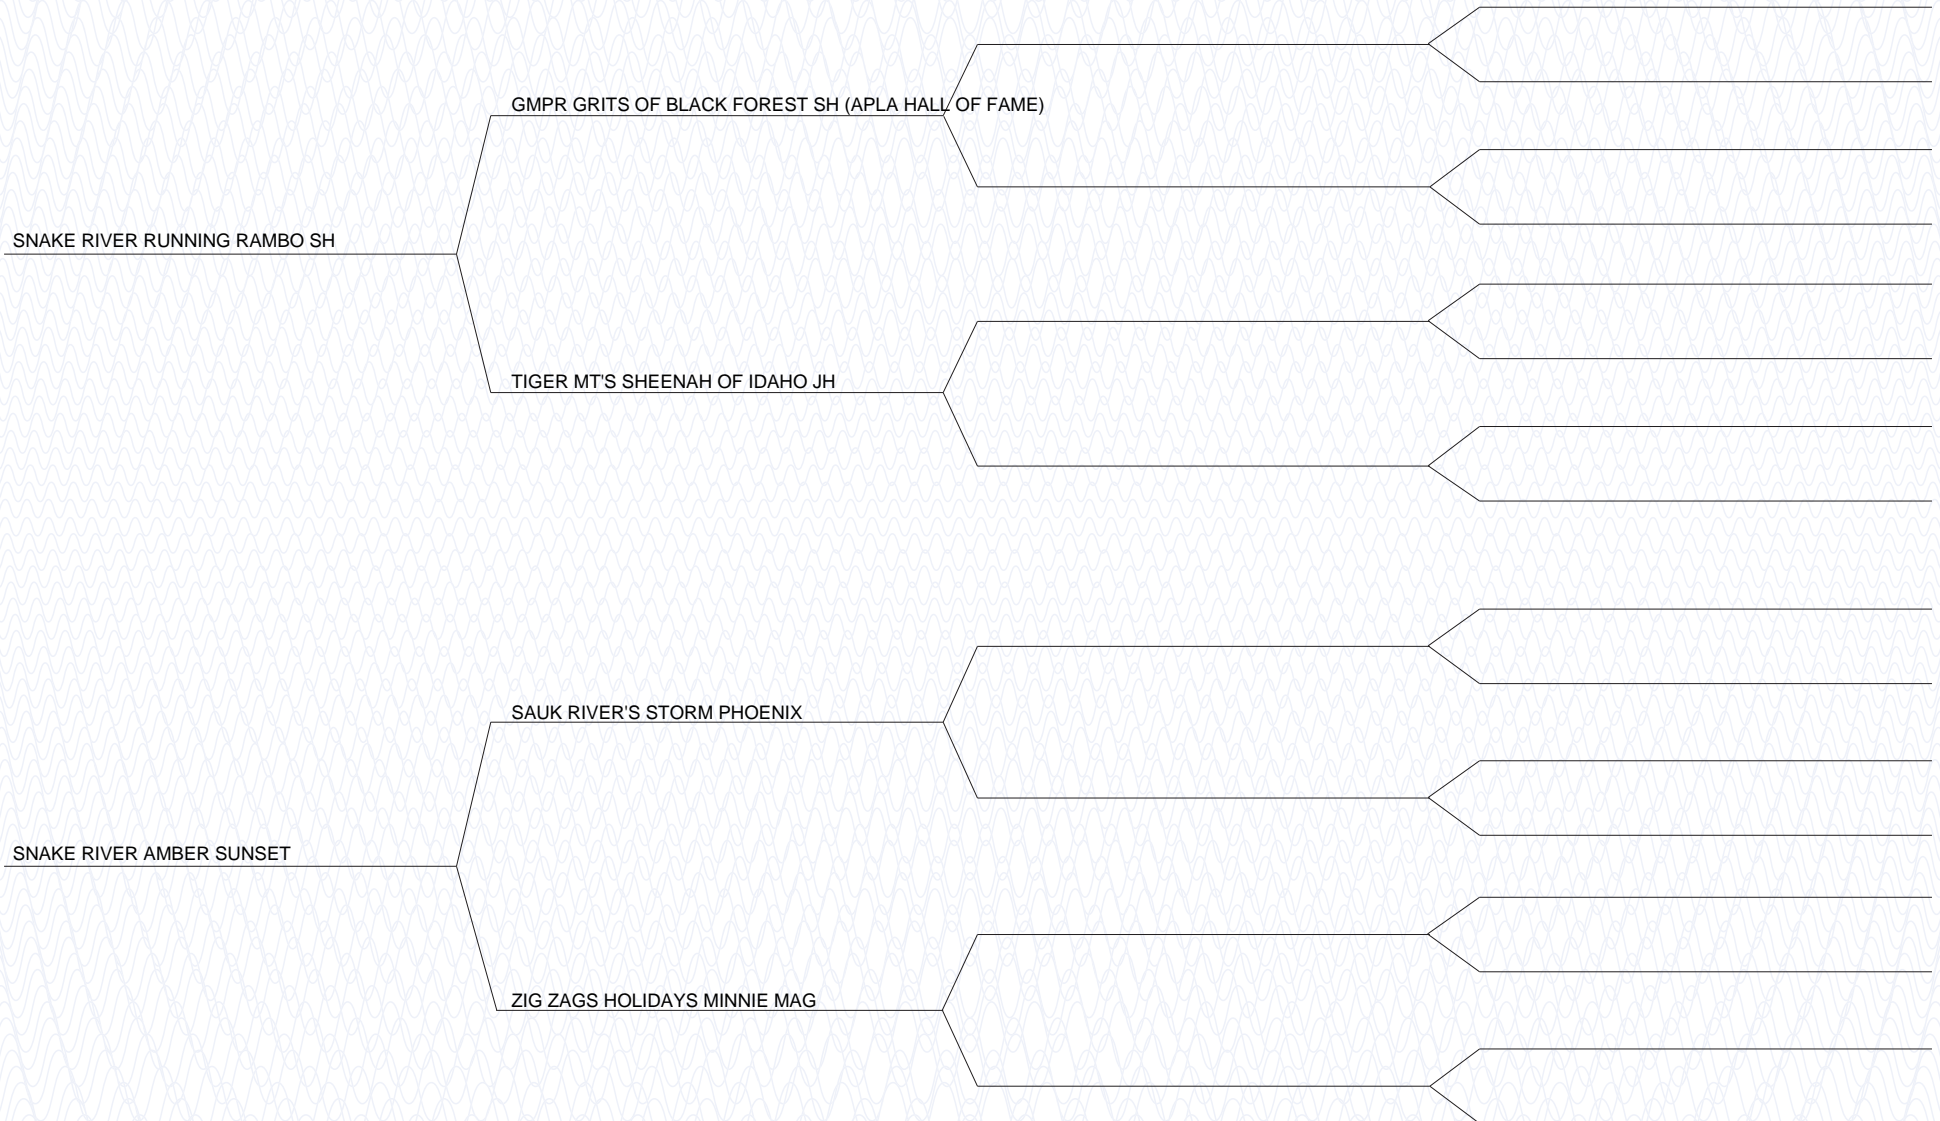 GMPR GRITS OF BLACK FOREST SH (APLA HALL OF FAME)
SNAKE RIVER RUNNING RAMBO SH
TIGER MT'S SHEENAH OF IDAHO JH
SAUK RIVER'S STORM PHOENIX
SNAKE RIVER AMBER SUNSET
ZIG ZAGS HOLIDAYS MINNIE MAG